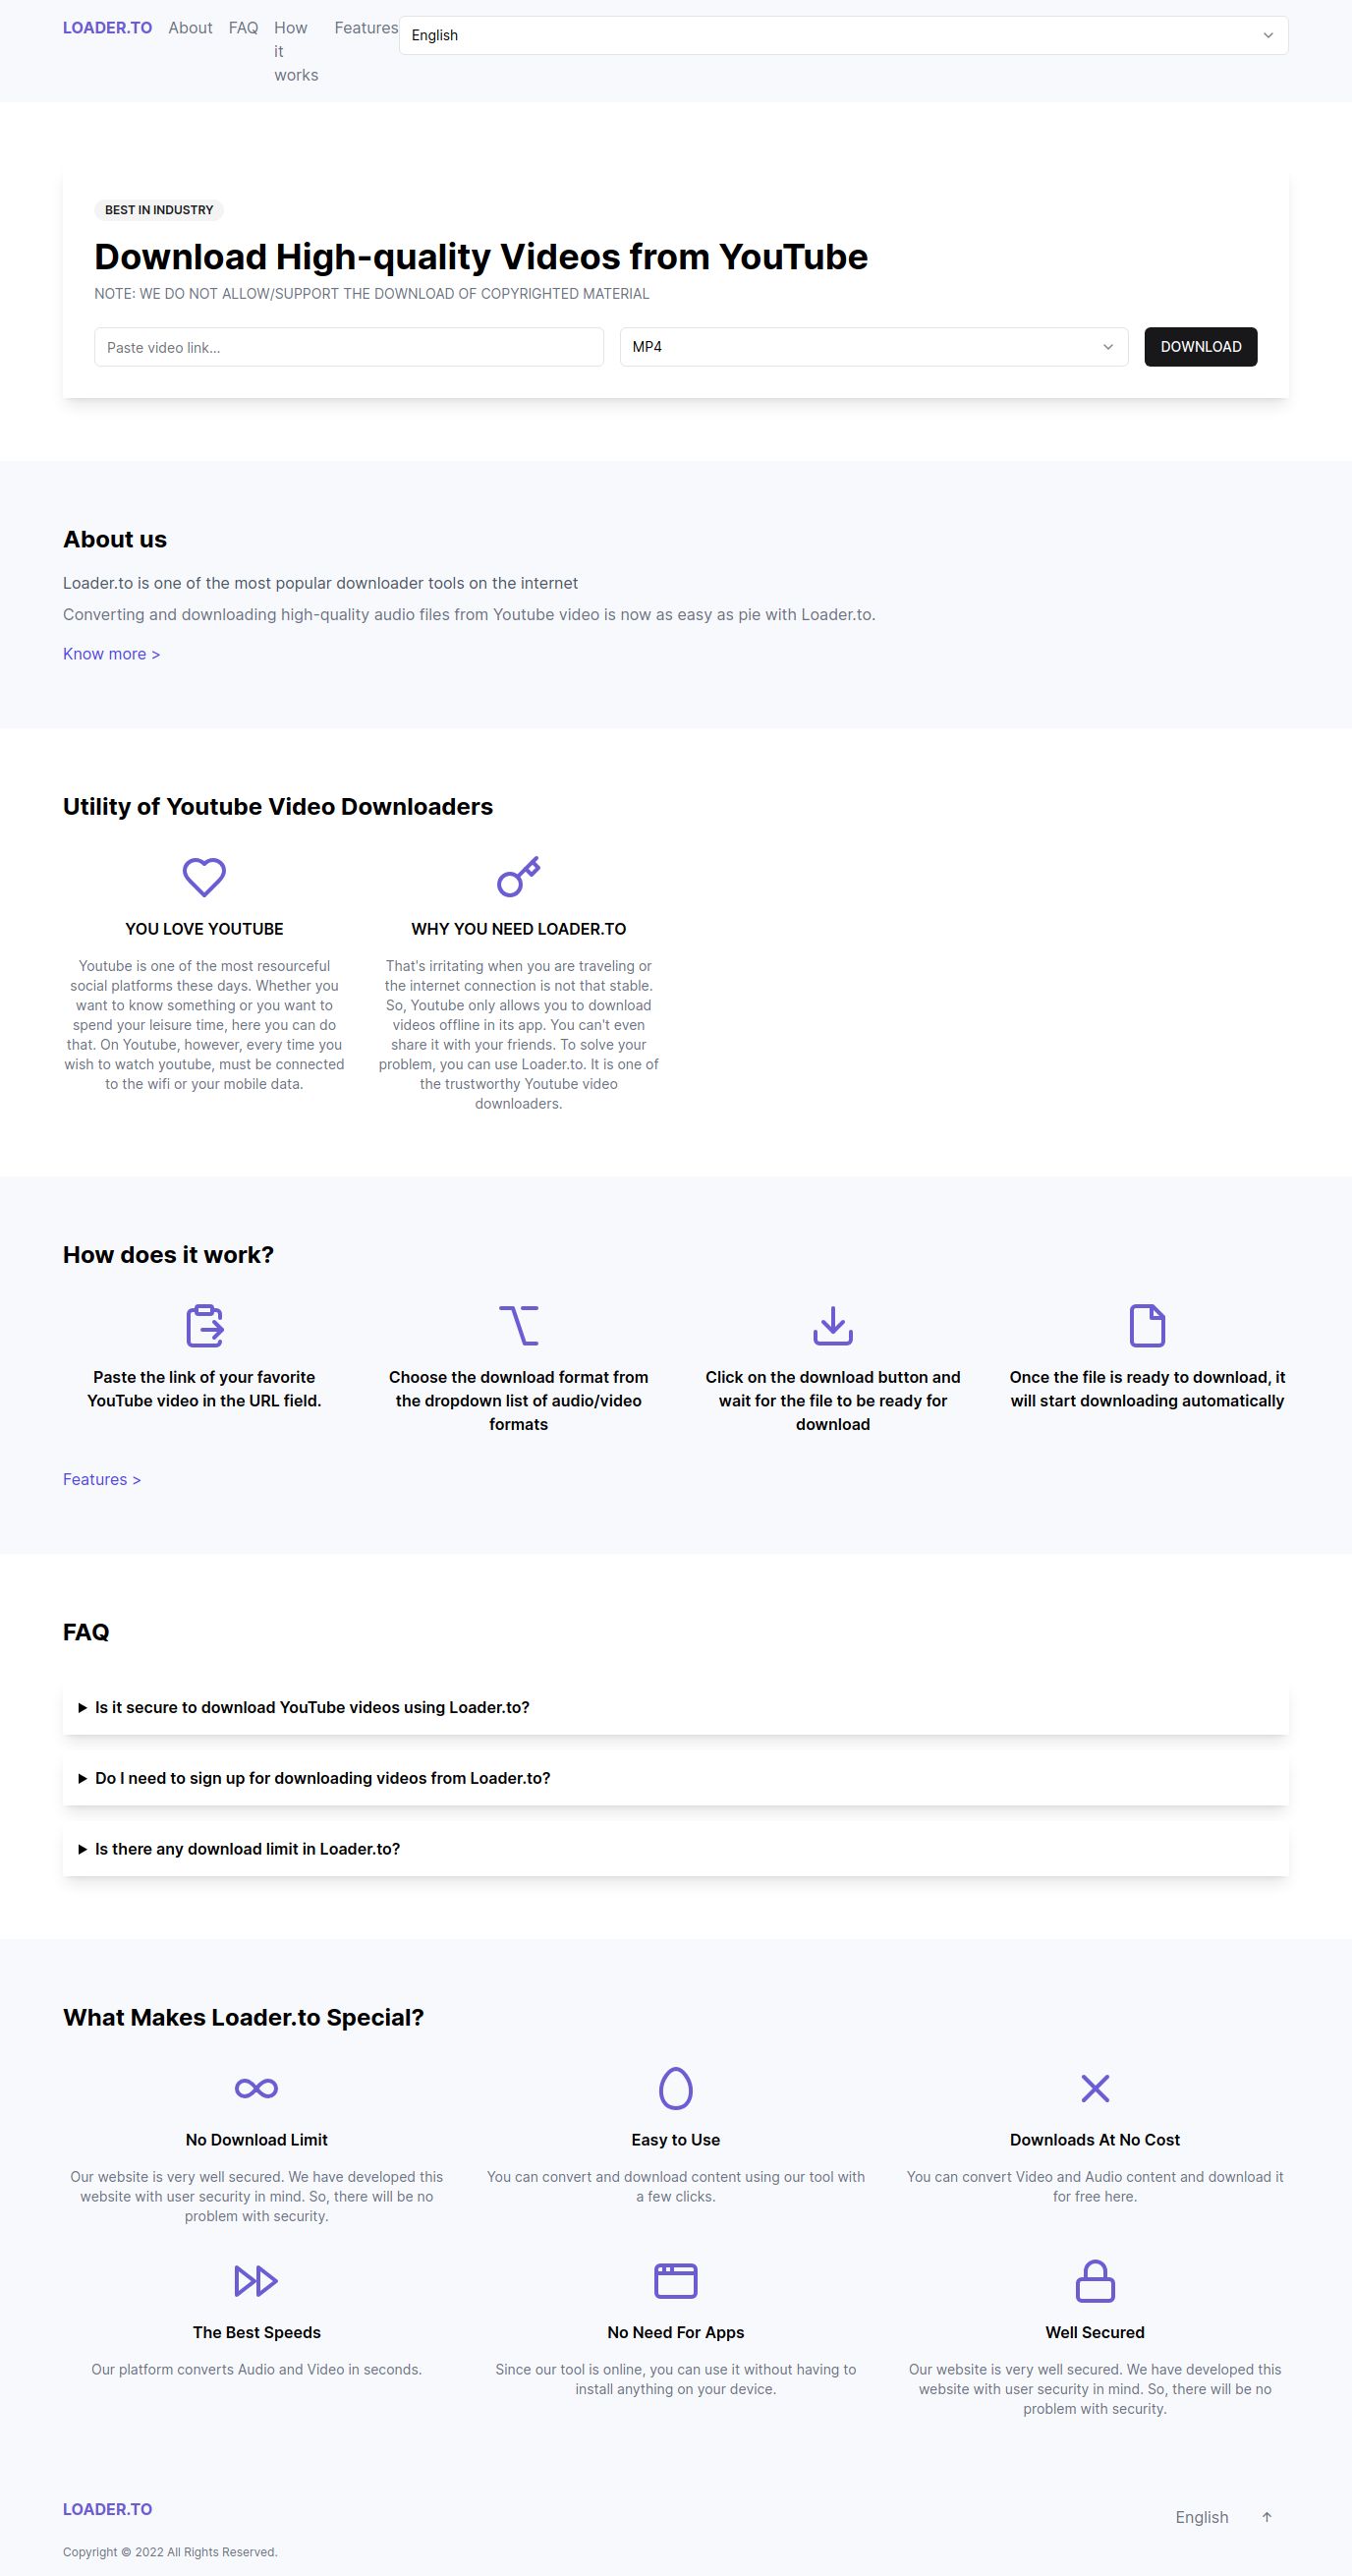 LOADER.TO About FAQ How it works Features English
BEST IN INDUSTRY
Download High-quality Videos from YouTube
NOTE: WE DO NOT ALLOW/SUPPORT THE DOWNLOAD OF COPYRIGHTED MATERIAL
Paste video link... MP4 DOWNLOAD
About us
Loader.to is one of the most popular downloader tools on the internet
Converting and downloading high-quality audio files from Youtube video is now as easy as pie with Loader.to.
Know more >
Utility of Youtube Video Downloaders
YOU LOVE YOUTUBE
Youtube is one of the most resourceful
social platforms these days. Whether you
want to know something or you want to
spend your leisure time, here you can do
that. On Youtube, however, every time you
wish to watch youtube, must be connected
to the wifi or your mobile data.
WHY YOU NEED LOADER.TO
That's irritating when you are traveling or
the internet connection is not that stable.
So, Youtube only allows you to download
videos offline in its app. You can't even
share it with your friends. To solve your
problem, you can use Loader.to. It is one of
the trustworthy Youtube video
downloaders.
How does it work?
Paste the link of your favorite
YouTube video in the URL field.
Choose the download format from
the dropdown list of audio/video
formats
Click on the download button and
wait for the file to be ready for
download
Once the file is ready to download, it
will start downloading automatically
Features >
FAQ
Is it secure to download YouTube videos using Loader.to?
Do I need to sign up for downloading videos from Loader.to?
Is there any download limit in Loader.to?
What Makes Loader.to Special?
No Download Limit
Our website is very well secured. We have developed this
website with user security in mind. So, there will be no
problem with security.
Easy to Use
You can convert and download content using our tool with
a few clicks.
Downloads At No Cost
You can convert Video and Audio content and download it
for free here.
The Best Speeds
Our platform converts Audio and Video in seconds.
No Need For Apps
Since our tool is online, you can use it without having to
install anything on your device.
Well Secured
Our website is very well secured. We have developed this
website with user security in mind. So, there will be no
problem with security.
LOADER.TO
English ↑
Copyright © 2022 All Rights Reserved.